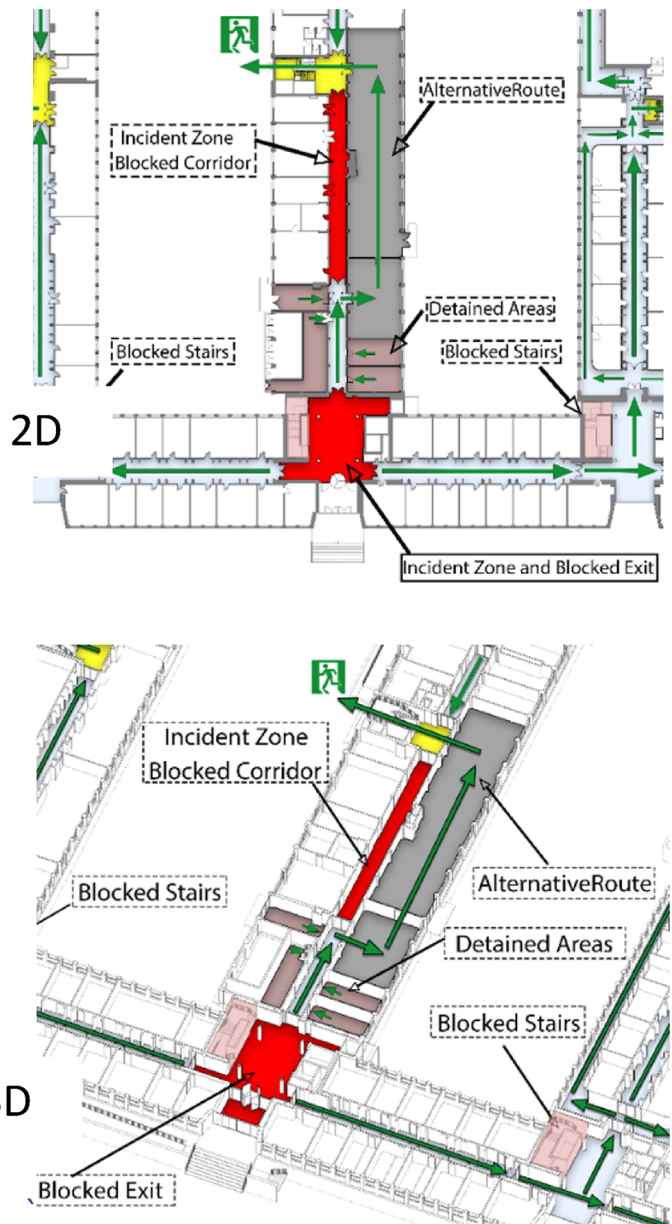 AlternativeRoute
Incident Zone
Blocked Corridor
Detained Areas
Blocked Stairs
Blocked Stairs
2D
Incident Zone and Blocked Exit
Incident Zone
Blocked Corridor
Blocked Stairs
AlternativeRoute
Detained Areas
Blocked Stairs
D
Blocked Exit